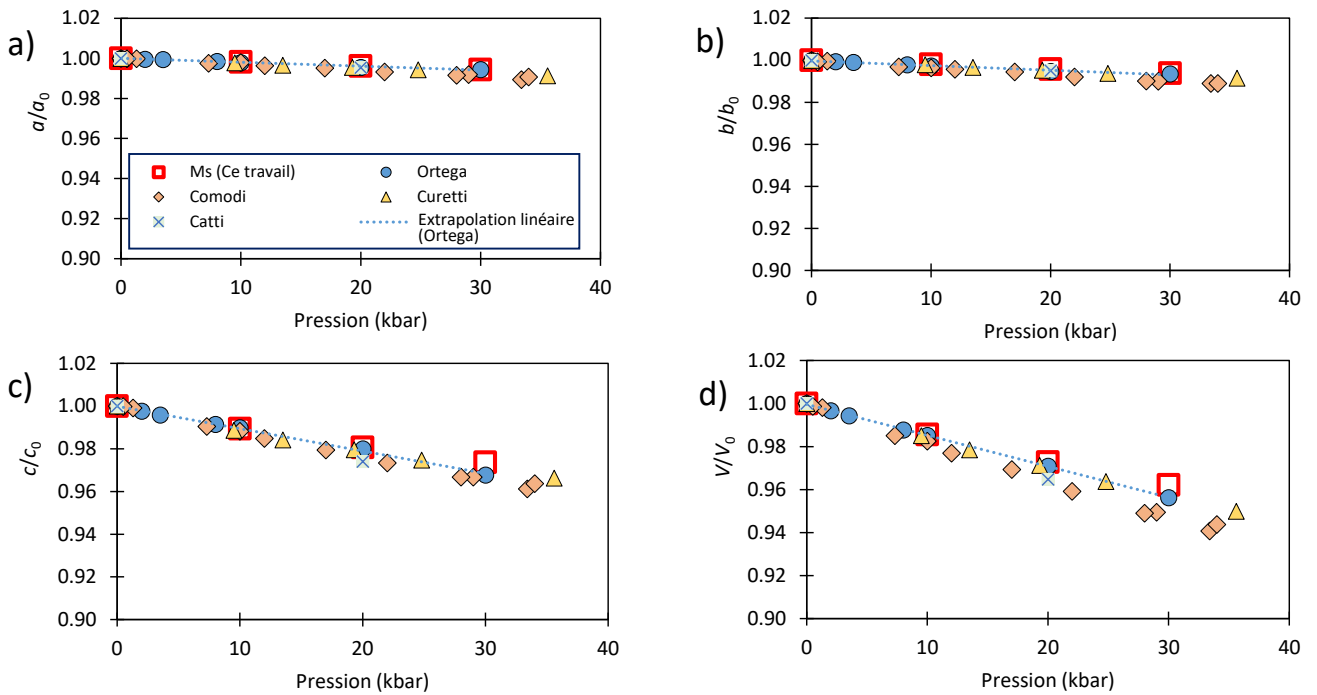 a)
1.02
1.00
0.98
0.96
0.94
0.92
0.90
a/a0
Ms (Ce travail)
Ortega
Comodi
Curetti
Catti
Extrapolation linéaire
(Ortega)
0 10 20 30 40
Pression (kbar)
b)
1.02
1.00
0.98
0.96
0.94
0.92
0.90
b/b0
0 10 20 30 40
Pression (kbar)
c)
1.02
1.00
0.98
0.96
0.94
0.92
0.90
c/c0
0 10 20 30 40
Pression (kbar)
d)
1.02
1.00
0.98
0.96
0.94
0.92
0.90
V/V0
0 10 20 30 40
Pression (kbar)